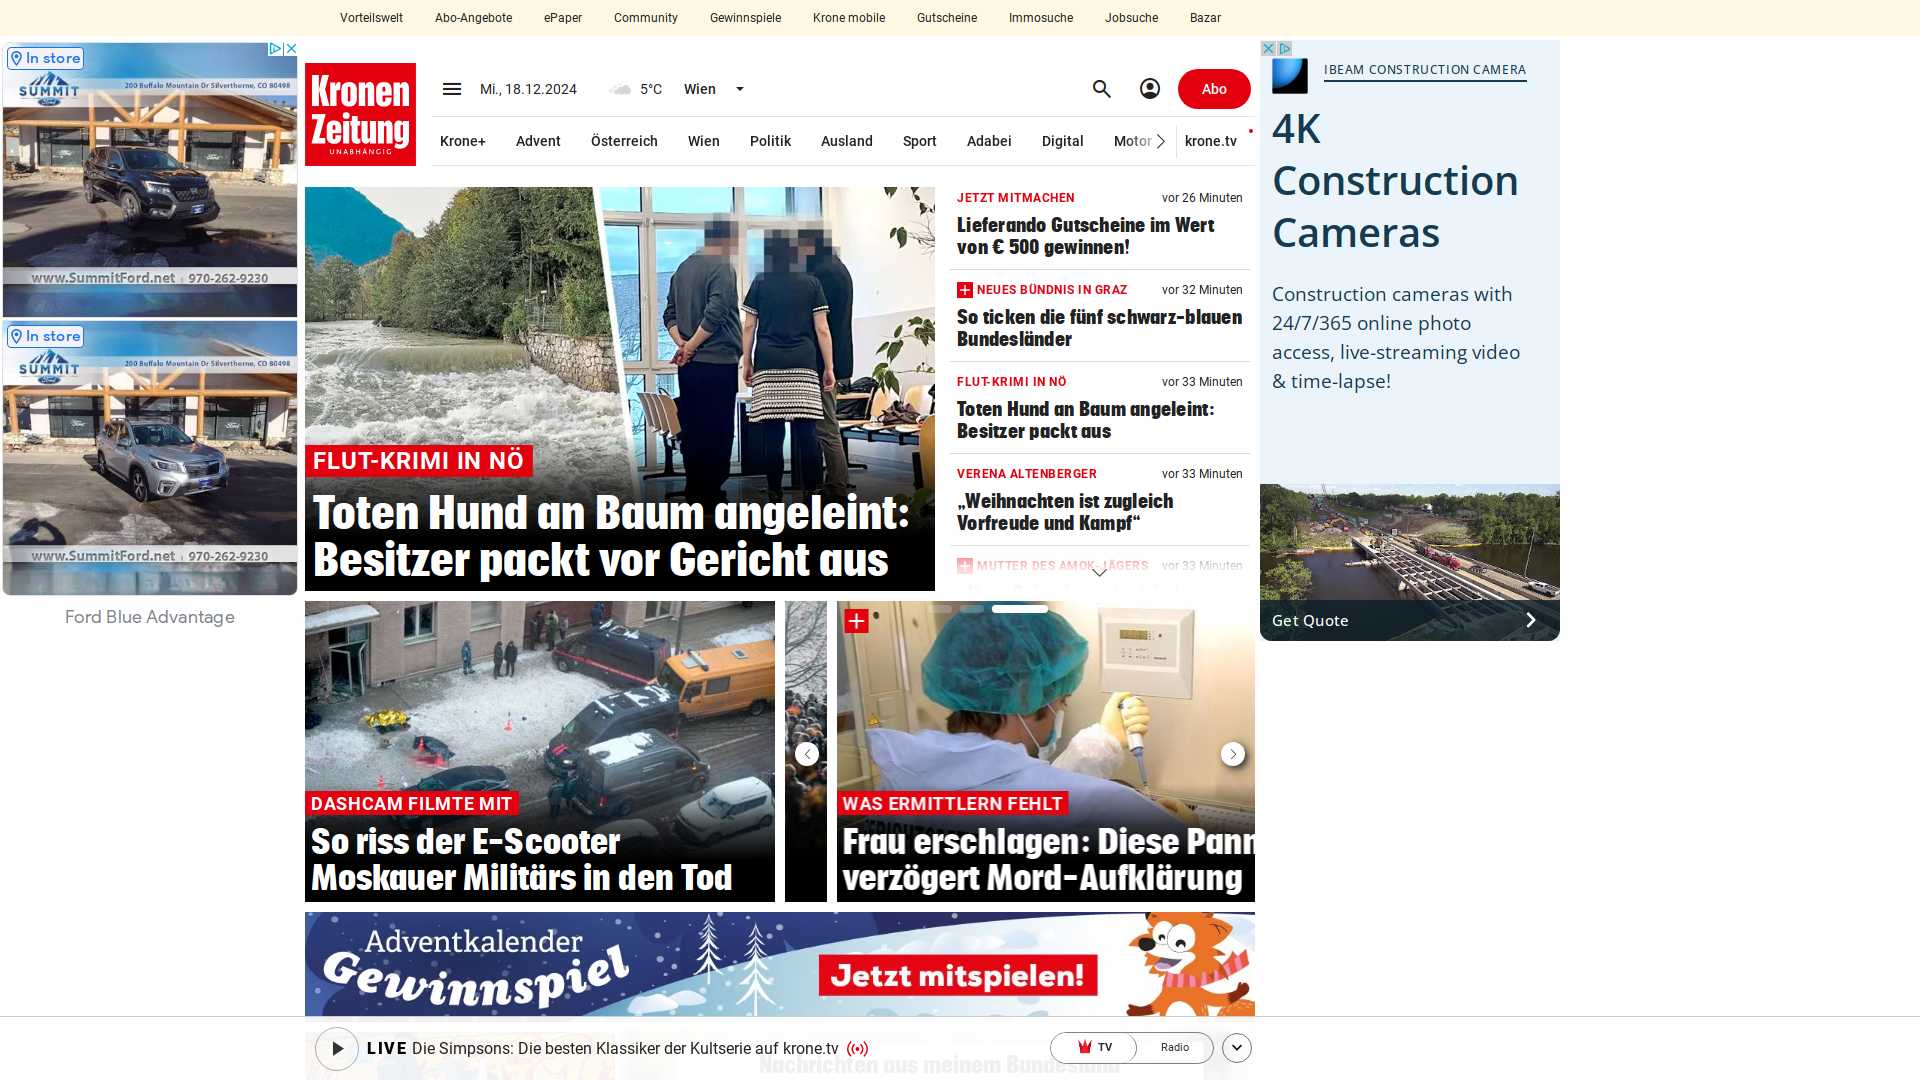 Vorteilswelt Abo-Angebote ePaper Community Gewinnspiele Krone mobile Gutscheine Immosuche Jobsuche Bazar
Kronen
Zeitung
UNABHÄNGIG
Mi., 18.12.2024 5°C Wien
Abo
Krone+ Advent Österreich Wien Politik Ausland Sport Adabei Digital Motor krone.tv
In store
SUMMIT
Ford
200 Buffalo Mountain Dr Silverthorne, CO 80498
www.SummitFord.net 970-262-9230
In store
SUMMIT
Ford
200 Buffalo Mountain Dr Silverthorne, CO 80498
www.SummitFord.net 970-262-9230
Ford Blue Advantage
FLUT-KRIMI IN NÖ
Toten Hund an Baum angeleint:
Besitzer packt vor Gericht aus
JETZT MITMACHEN vor 26 Minuten
Lieferando Gutscheine im Wert
von € 500 gewinnen!
NEUES BÜNDNIS IN GRAZ vor 32 Minuten
So ticken die fünf schwarz-blauen
Bundesländer
FLUT-KRIMI IN NÖ vor 33 Minuten
Toten Hund an Baum angeleint:
Besitzer packt aus
VERENA ALTENBERGER vor 33 Minuten
„Weihnachten ist zugleich
Vorfreude und Kampf“
MUTTER DES AMOK-JÄGERS vor 33 Minuten
IBEAM CONSTRUCTION CAMERA
4K
Construction
Cameras
Construction cameras with
24/7/365 online photo
access, live-streaming video
& time-lapse!
Get Quote
DASHCAM FILMTE MIT
So riss der E-Scooter
Moskauer Militärs in den Tod
WAS ERMITTLERN FEHLT
Frau erschlagen: Diese Pann
verzögert Mord-Aufklärung
Adventkalender
Gewinnspiel
Jetzt mitspielen!
LIVE Die Simpsons: Die besten Klassiker der Kultserie auf krone.tv
TV Radio
Nachrichten aus meinem Bundesland